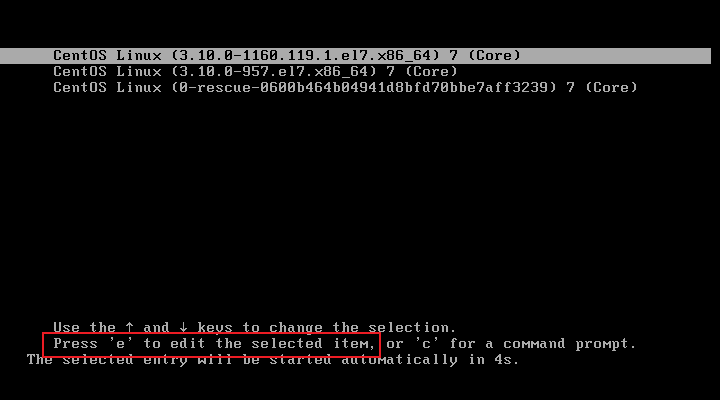 CentOS Linux (3.10.0-1160.119.1.el7.x86_64) 7 (Core)
CentOS Linux (3.10.0-957.el7.x86_64) 7 (Core)
CentOS Linux (0-rescue-0600b464b04941d8bfd70bbe7aff3239) 7 (Core)
Use the ↑ and ↓ keys to change the selection.
Press 'e' to edit the selected item, or 'c' for a command prompt.
The selected entry will be started automatically in 4s.